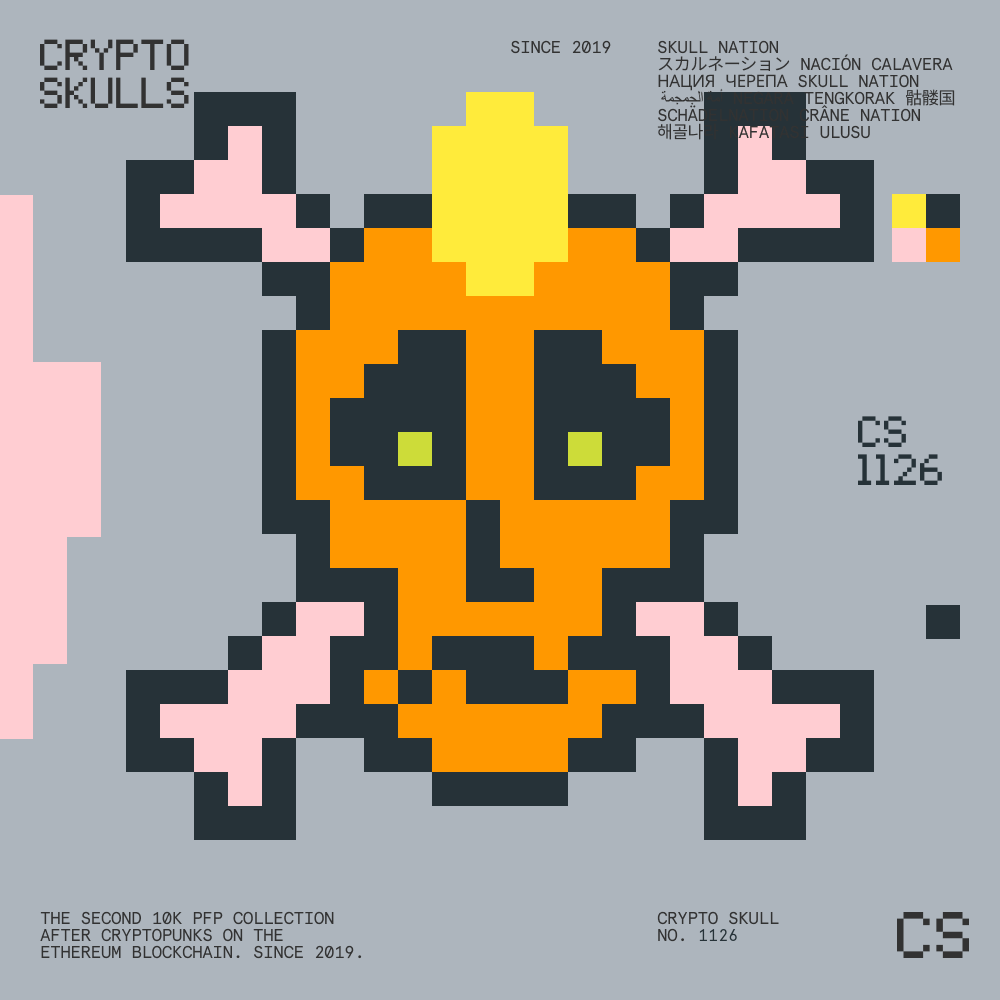 CRYPTO
SKULLS
SINCE 2019
SKULL NATION
スカルネーション NACIÓN CALAVERA
НАЦИЯ ЧЕРЕПА SKULL NATION
الجمجمة TENGKORAK 骷髅国
CRÂNE NATION
해골나 ULUSU
CS
1126
THE SECOND 10K PFP COLLECTION
AFTER CRYPTOPUNKS ON THE
ETHEREUM BLOCKCHAIN. SINCE 2019.
CRYPTO SKULL
NO. 1126
CS